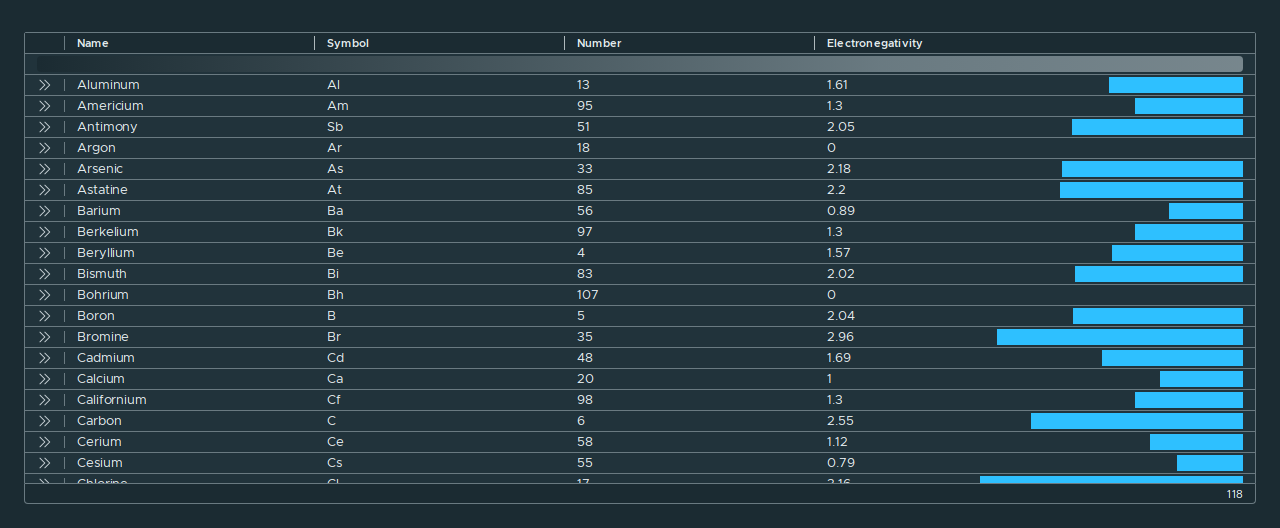 Name Symbol Number Electronegativity
Aluminum Al 13 1.61
Americium Am 95 1.3
Antimony Sb 51 2.05
Argon Ar 18 0
Arsenic As 33 2.18
Astatine At 85 2.2
Barium Ba 56 0.89
Berkelium Bk 97 1.3
Beryllium Be 4 1.57
Bismuth Bi 83 2.02
Bohrium Bh 107 0
Boron B 5 2.04
Bromine Br 35 2.96
Cadmium Cd 48 1.69
Calcium Ca 20 1
Californium Cf 98 1.3
Carbon C 6 2.55
Cerium Ce 58 1.12
Cesium Cs 55 0.79
Chlorine Cl 17 3.16
118